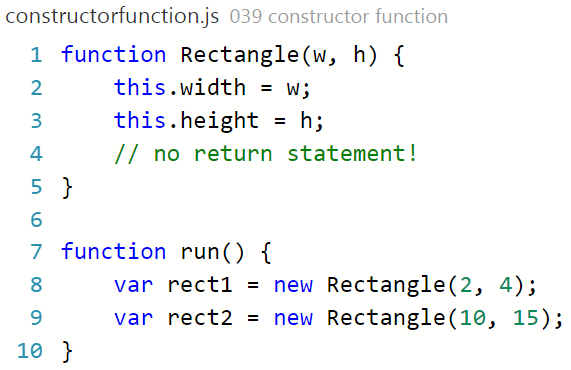 constructorfunction.js 039 constructor function
1 function Rectangle(w, h) {
2     this.width = w;
3     this.height = h;
4     // no return statement!
5 }
6
7 function run() {
8     var rect1 = new Rectangle(2, 4);
9     var rect2 = new Rectangle(10, 15);
10 }